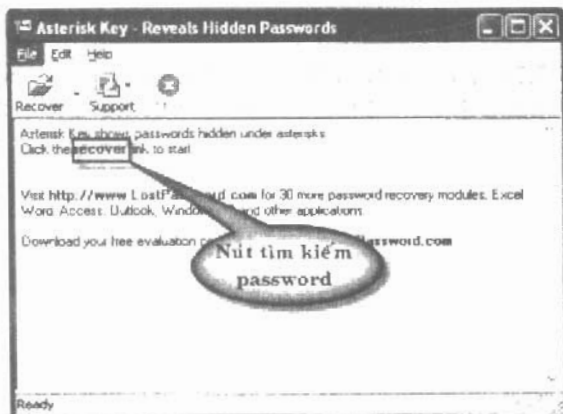 Asterisk Key - Reveals Hidden Passwords
File Edit Help
Recover Support
Asterisk Key shows passwords hidden under asterisks
Click the recover link to start
Visit http://www LostPassword com for 30 more password recovery modules, Excel
Word, Access, Outlook, and other applications
Download your free evaluation password.com
Nút tìm kiếm
password
Ready